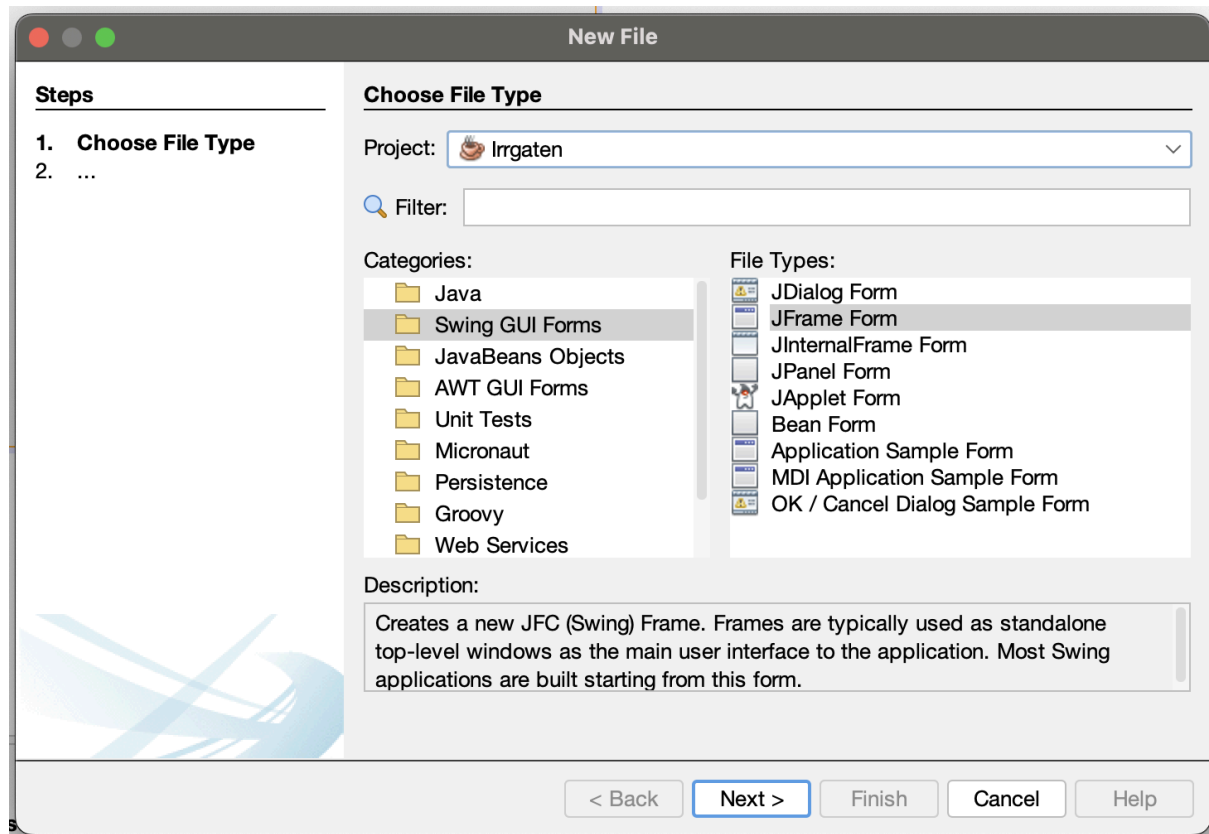 New File
Steps
1. Choose File Type
2. ...
Choose File Type
Project: Irrgaten
Filter:
Categories:
Java
Swing GUI Forms
JavaBeans Objects
AWT GUI Forms
Unit Tests
Micronaut
Persistence
Groovy
Web Services
File Types:
JDialog Form
JFrame Form
JInternalFrame Form
JPanel Form
JApplet Form
Bean Form
Application Sample Form
MDI Application Sample Form
OK / Cancel Dialog Sample Form
Description:
Creates a new JFC (Swing) Frame. Frames are typically used as standalone
top-level windows as the main user interface to the application. Most Swing
applications are built starting from this form.
< Back Next > Finish Cancel Help
s